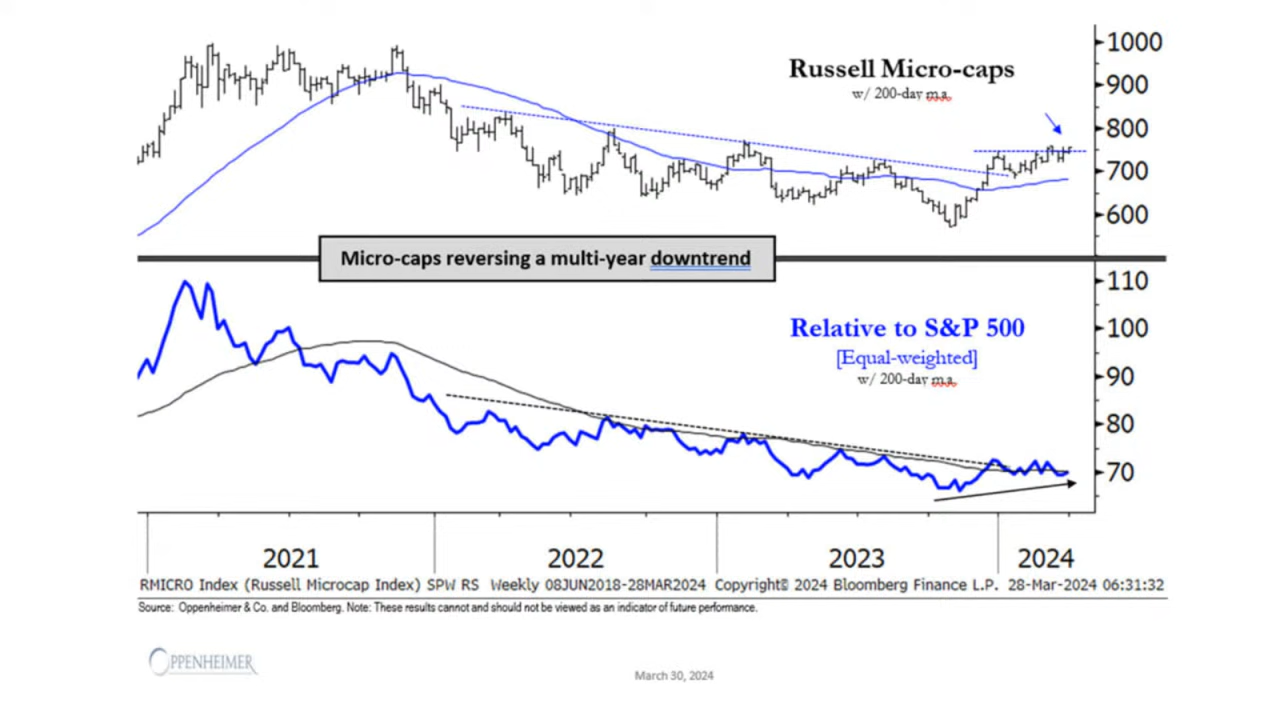 1000
Russell Micro-caps
w/ 200-day m.a.
900
800
700
600
Micro-caps reversing a multi-year downtrend
110
Relative to S&P 500
[Equal-weighted]
w/ 200-day m.a.
100
90
80
70
2021 2022 2023 2024
RMICRO Index (Russell Microcap Index) SPW RS Weekly 08JUN2018-28MAR2024 Copyright© 2024 Bloomberg Finance L.P. 28-Mar-2024 06:31:32
Source: Oppenheimer & Co. and Bloomberg. Note: These results cannot and should not be viewed as an indicator of future performance.
OPPENHEIMER
March 30, 2024